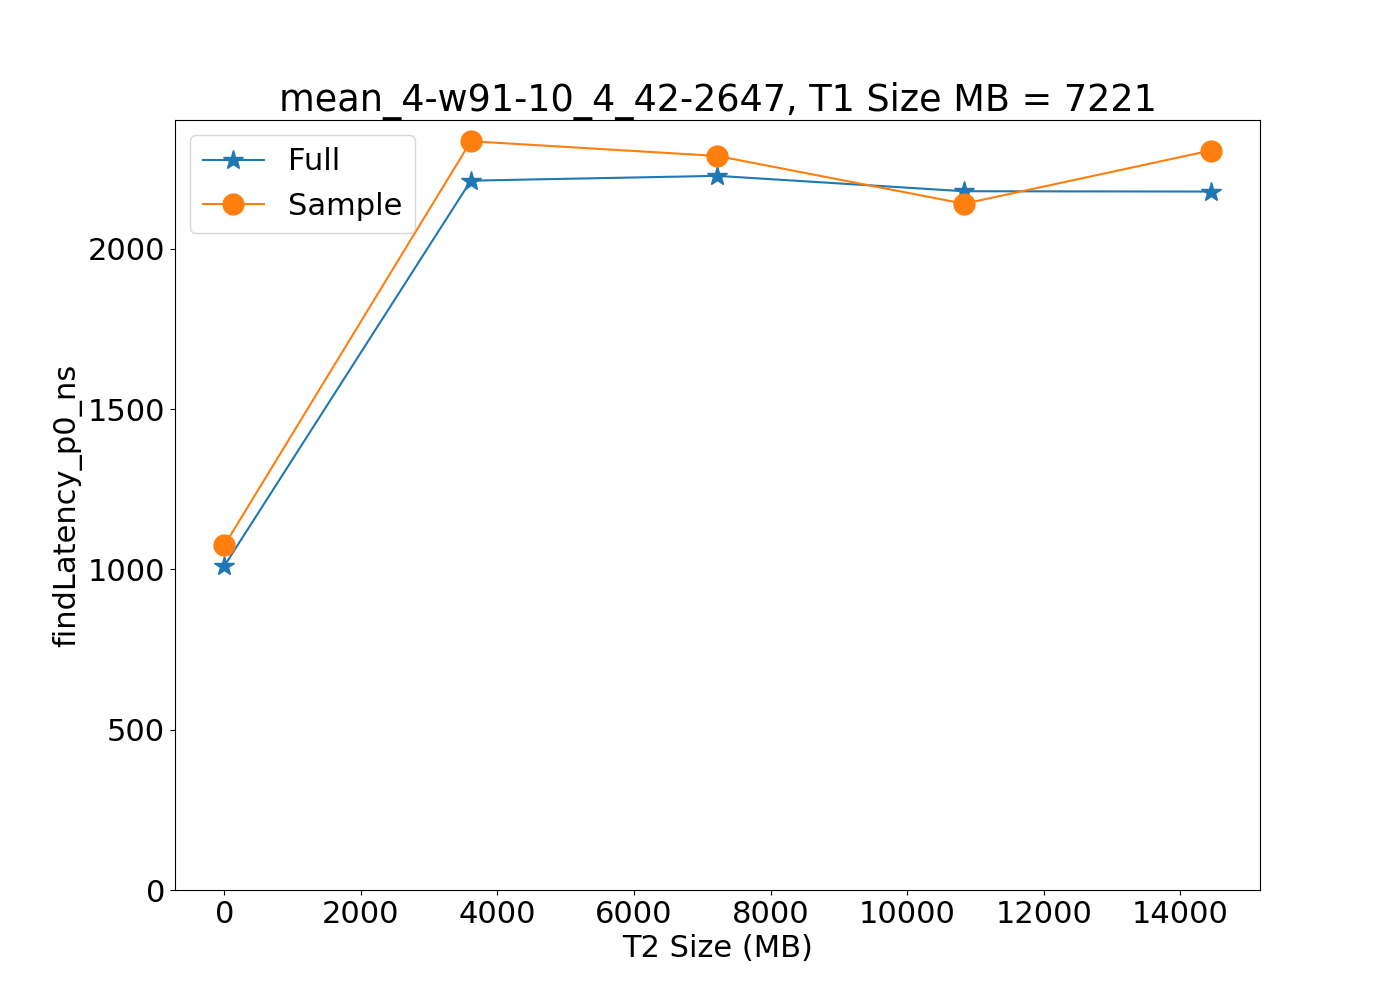 mean_4-w91-10_4_42-2647, T1 Size MB = 7221
Full
Sample
findLatency_p0_ns
2000
1500
1000
500
0
0 2000 4000 6000 8000 10000 12000 14000
T2 Size (MB)